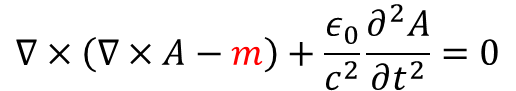 ∇ × (∇ × A − m) + ϵ₀/c² ∂²A/∂t² = 0